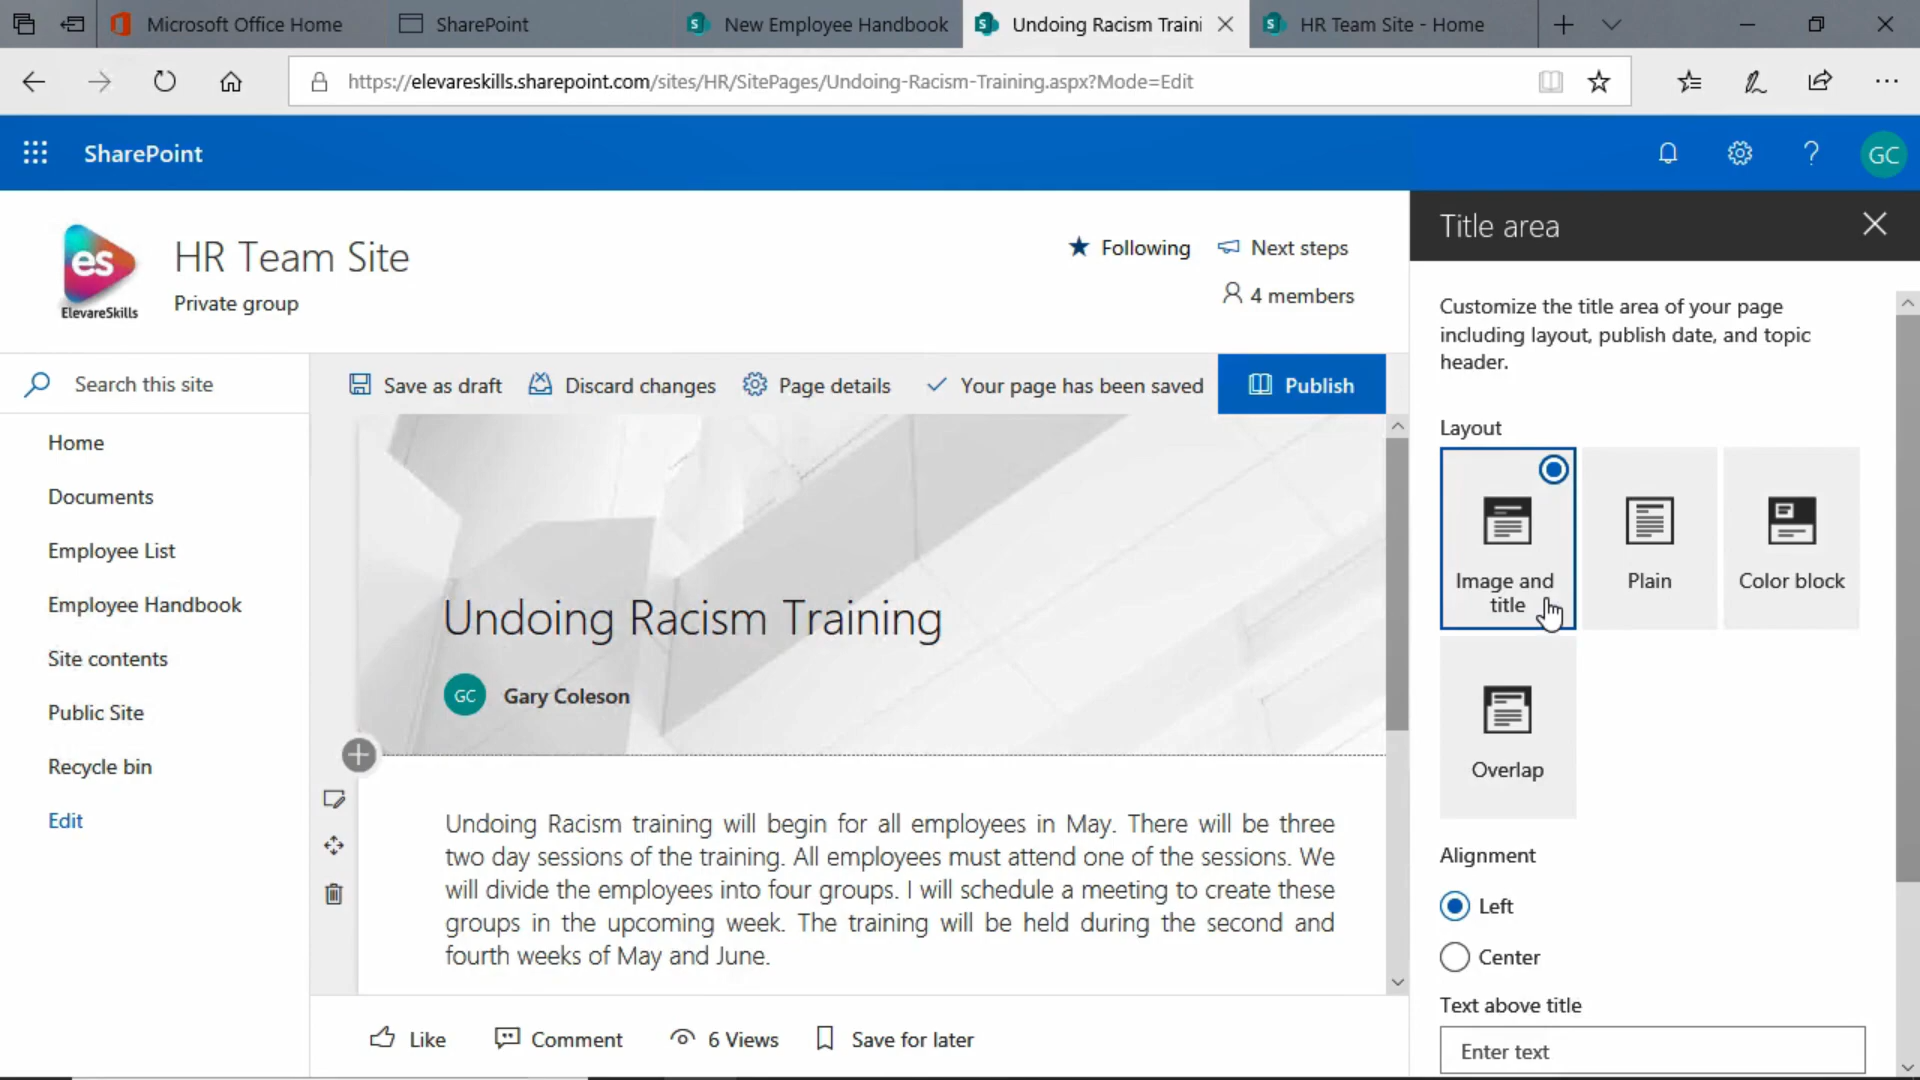 Microsoft Office Home
SharePoint
New Employee Handbook
Undoing Racism Traini
HR Team Site - Home
https://elevareskills.sharepoint.com/sites/HR/SitePages/Undoing-Racism-Training.aspx?Mode=Edit
SharePoint
GC
es
ElevareSkills
HR Team Site
Private group
Following
Next steps
4 members
Search this site
Home
Documents
Employee List
Employee Handbook
Site contents
Public Site
Recycle bin
Edit
Save as draft
Discard changes
Page details
Your page has been saved
Publish
Undoing Racism Training
GC
Gary Coleson
Undoing Racism training will begin for all employees in May. There will be three
two day sessions of the training. All employees must attend one of the sessions. We
will divide the employees into four groups. I will schedule a meeting to create these
groups in the upcoming week. The training will be held during the second and
fourth weeks of May and June.
Like
Comment
6 Views
Save for later
Title area
Customize the title area of your page
including layout, publish date, and topic
header.
Layout
Image and
title
Plain
Color block
Overlap
Alignment
Left
Center
Text above title
Enter text